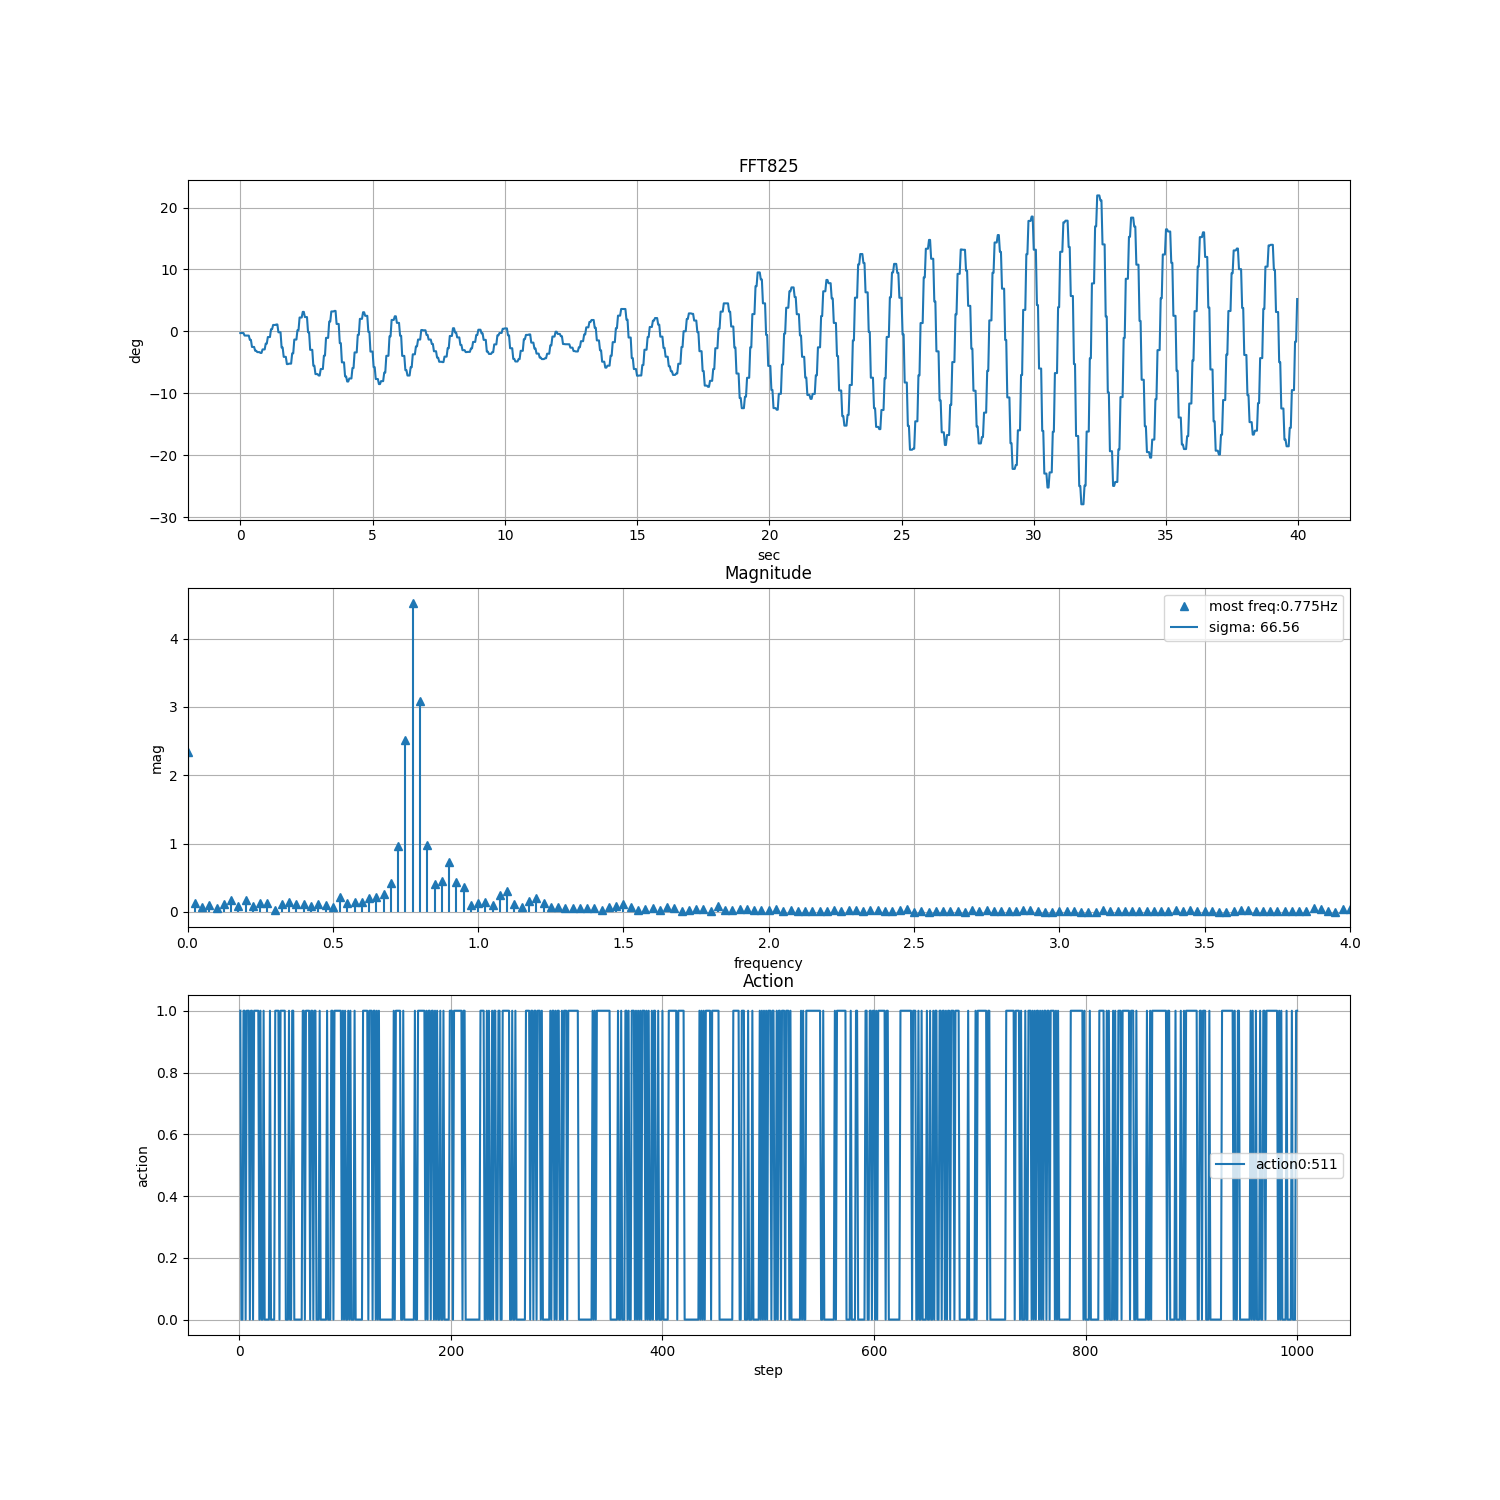 FFT825
20
10
0
−10
−20
−30
deg
0 5 10 15 20 25 30 35 40
sec
Magnitude
most freq:0.775Hz
sigma: 66.56
4
3
2
1
0
mag
0.0 0.5 1.0 1.5 2.0 2.5 3.0 3.5 4.0
frequency
Action
1.0
0.8
0.6
0.4
0.2
0.0
action
action0:511
0 200 400 600 800 1000
step